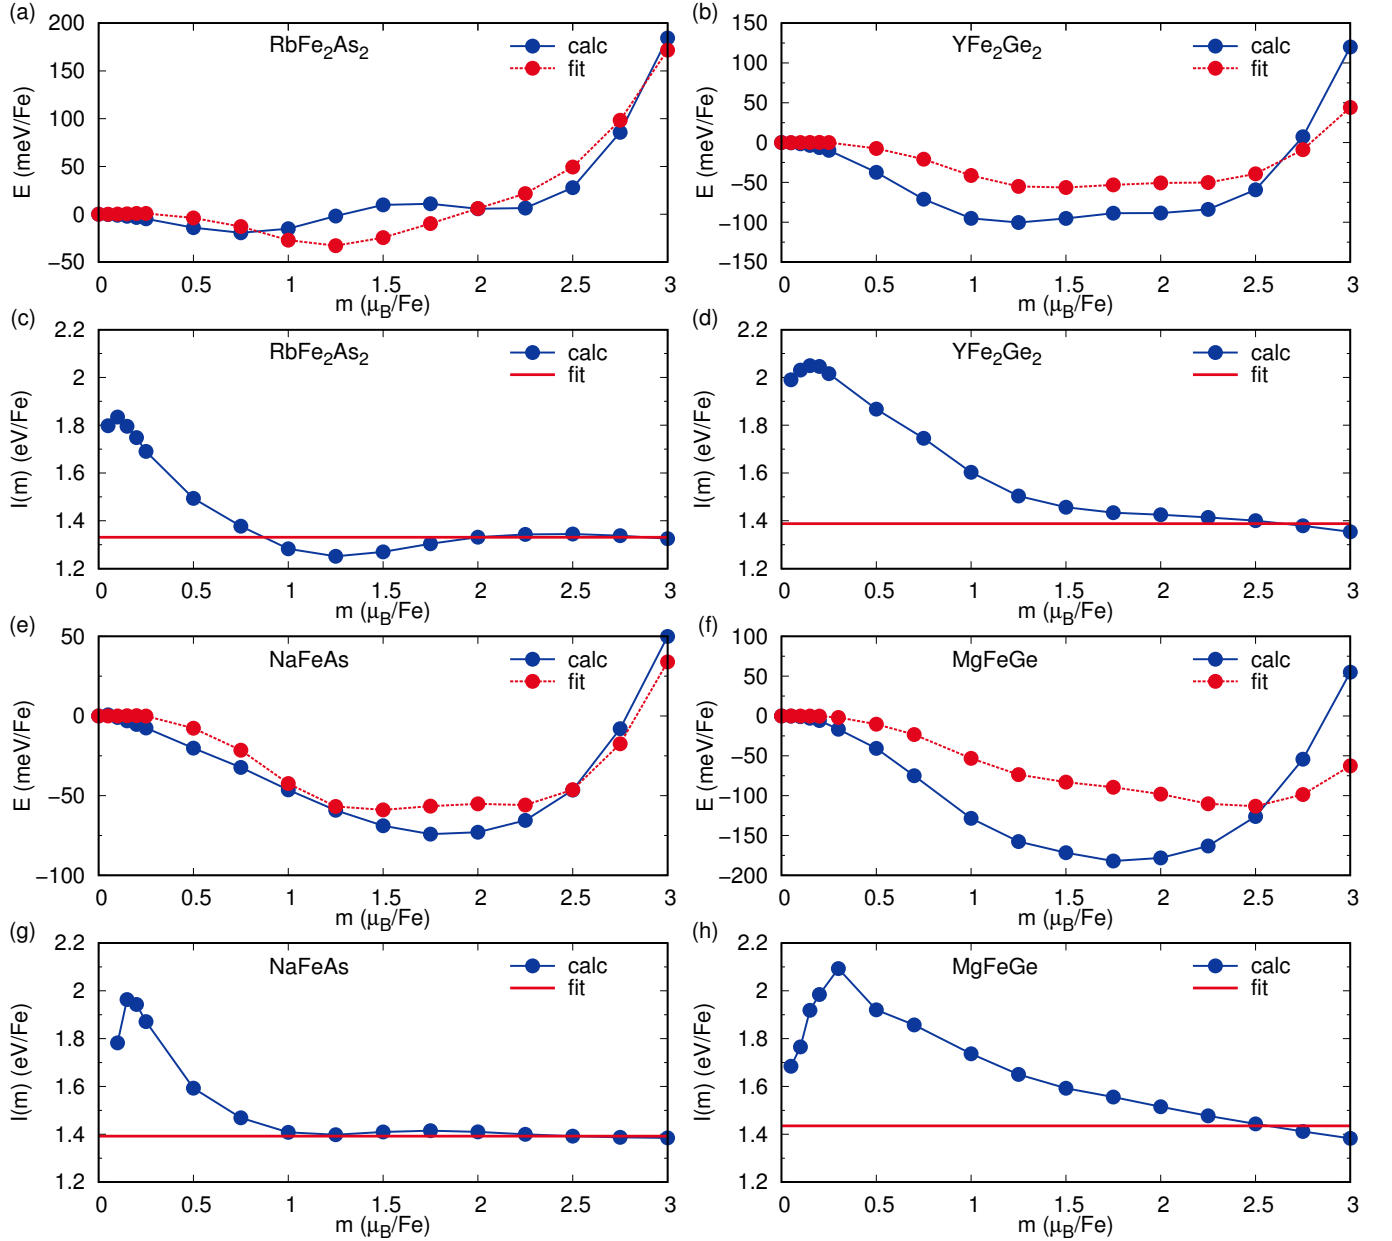 (a)
200
150
100
50
0
−50
E (meV/Fe)
RbFe2As2
calc
fit
0 0.5 1 1.5 2 2.5 3
m (μB/Fe)
(b)
150
100
50
0
−50
−100
−150
E (meV/Fe)
YFe2Ge2
calc
fit
0 0.5 1 1.5 2 2.5 3
m (μB/Fe)
(c)
2.2
2
1.8
1.6
1.4
1.2
I(m) (eV/Fe)
RbFe2As2
calc
fit
0 0.5 1 1.5 2 2.5 3
m (μB/Fe)
(d)
2.2
2
1.8
1.6
1.4
1.2
I(m) (eV/Fe)
YFe2Ge2
calc
fit
0 0.5 1 1.5 2 2.5 3
m (μB/Fe)
(e)
50
0
−50
−100
E (meV/Fe)
NaFeAs
calc
fit
0 0.5 1 1.5 2 2.5 3
m (μB/Fe)
(f)
100
50
0
−50
−100
−150
−200
E (meV/Fe)
MgFeGe
calc
fit
0 0.5 1 1.5 2 2.5 3
m (μB/Fe)
(g)
2.2
2
1.8
1.6
1.4
1.2
I(m) (eV/Fe)
NaFeAs
calc
fit
0 0.5 1 1.5 2 2.5 3
m (μB/Fe)
(h)
2.2
2
1.8
1.6
1.4
1.2
I(m) (eV/Fe)
MgFeGe
calc
fit
0 0.5 1 1.5 2 2.5 3
m (μB/Fe)